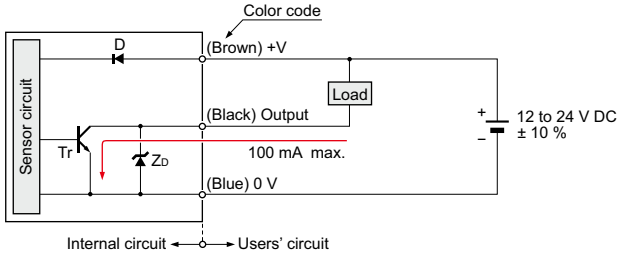 Color code
D
(Brown) +V
Sensor circuit
Load
(Black) Output
+
12 to 24 V DC
± 10 %
−
Tr
ZD
100 mA max.
(Blue) 0 V
Internal circuit
Users' circuit